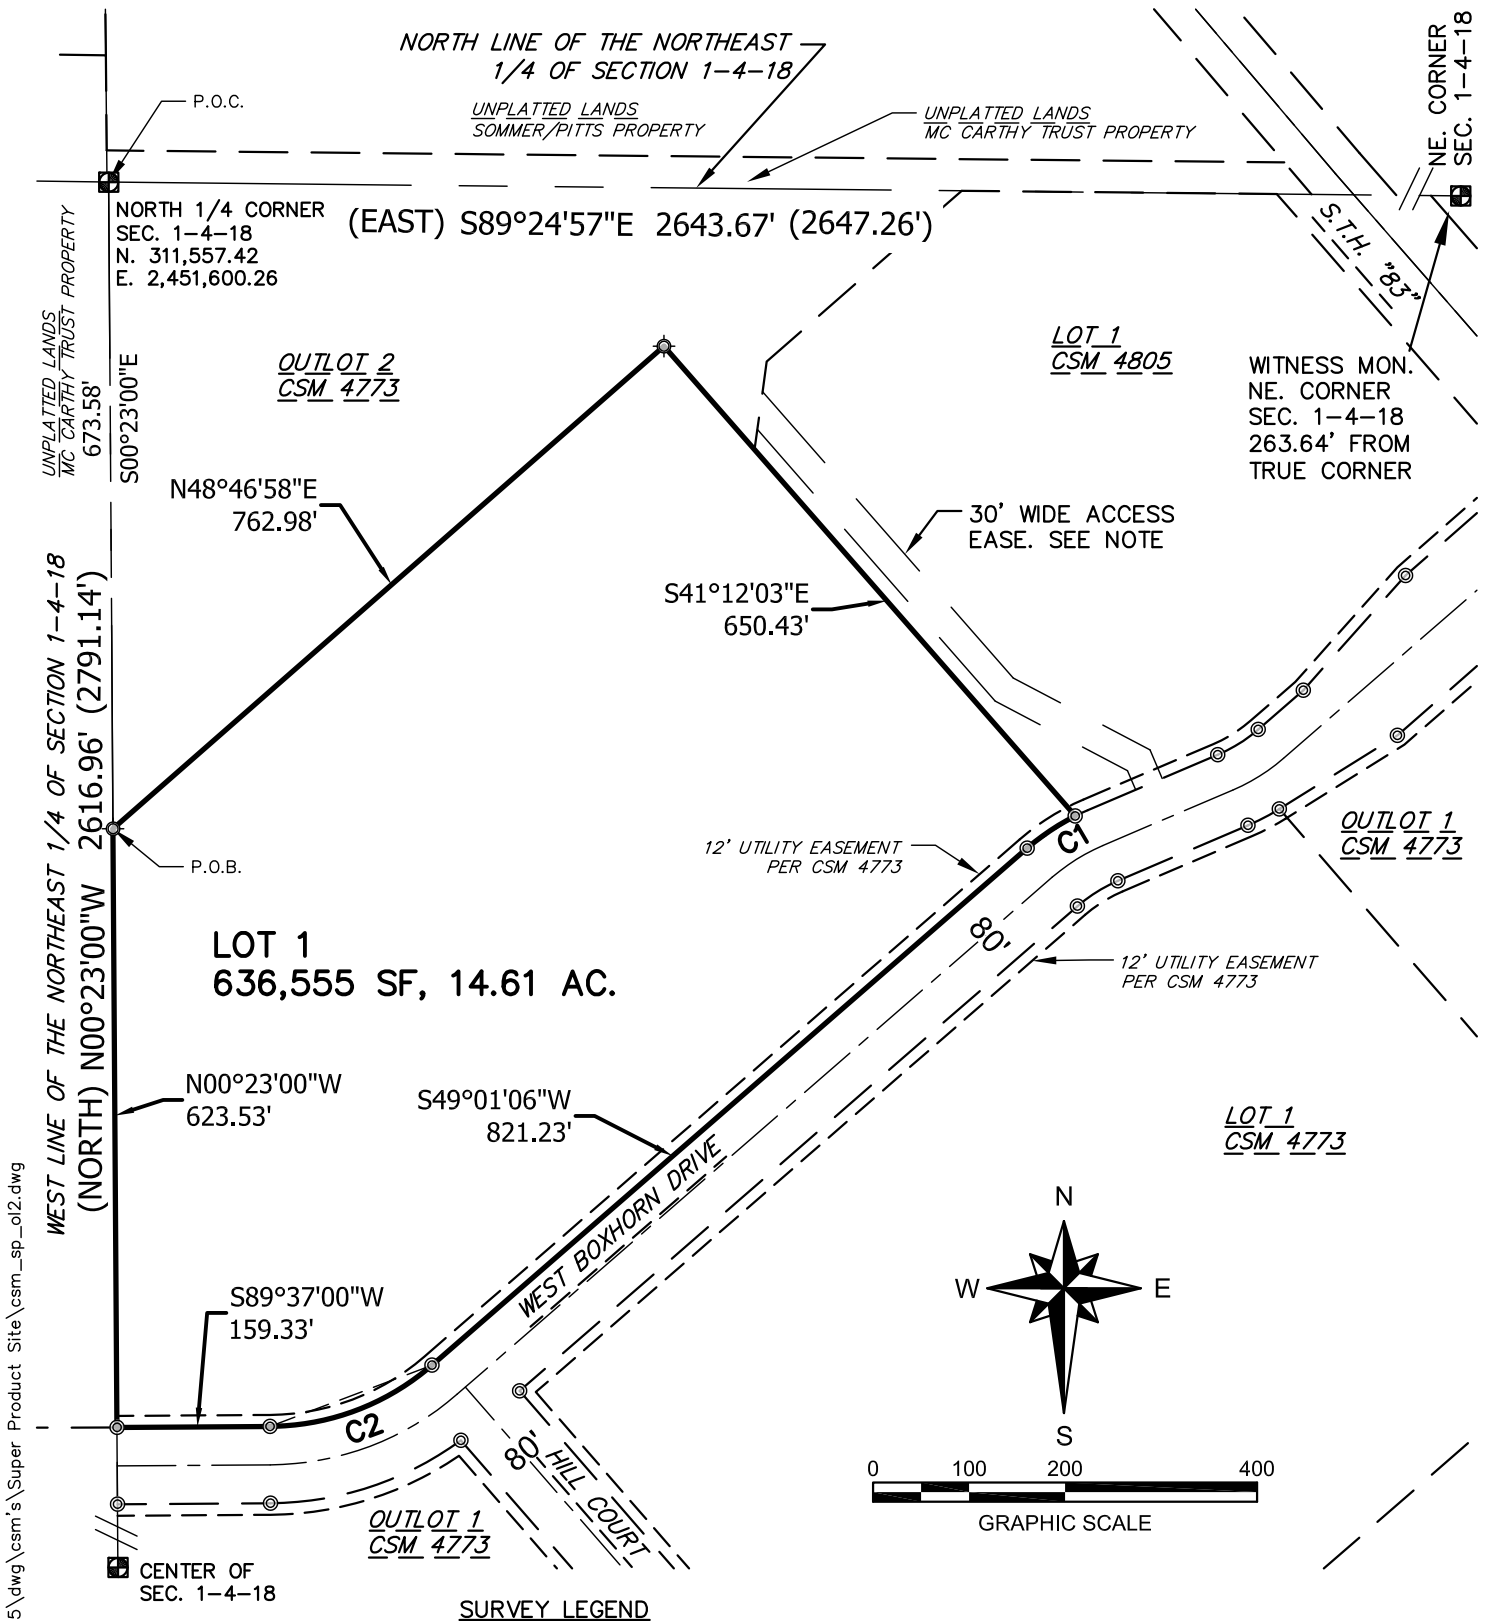 NORTH LINE OF THE NORTHEAST
1/4 OF SECTION 1-4-18
P.O.C.
UNPLATTED LANDS
SOMMER/PITTS PROPERTY
UNPLATTED LANDS
MC CARTHY TRUST PROPERTY
NE. CORNER
SEC. 1-4-18
NORTH 1/4 CORNER
SEC. 1-4-18
N. 311,557.42
E. 2,451,600.26
(EAST) S89°24'57"E 2643.67' (2647.26')
S.T.H. "83"
UNPLATTED LANDS
MC CARTHY TRUST PROPERTY
673.58'
S00°23'00"E
OUTLOT 2
CSM 4773
LOT 1
CSM 4805
WITNESS MON.
NE. CORNER
SEC. 1-4-18
263.64' FROM
TRUE CORNER
N48°46'58"E
762.98'
30' WIDE ACCESS
EASE. SEE NOTE
S41°12'03"E
650.43'
WEST LINE OF THE NORTHEAST 1/4 OF SECTION 1-4-18
(NORTH) N00°23'00"W 2616.96' (2791.14')
P.O.B.
12' UTILITY EASEMENT
PER CSM 4773
C1
OUTLOT 1
CSM 4773
LOT 1
636,555 SF, 14.61 AC.
80'
12' UTILITY EASEMENT
PER CSM 4773
N00°23'00"W
623.53'
S49°01'06"W
821.23'
LOT 1
CSM 4773
WEST BOXHORN DRIVE
N
W
E
S
S89°37'00"W
159.33'
C2
80'
HILL COURT
0 100 200 400
GRAPHIC SCALE
OUTLOT 1
CSM 4773
CENTER OF
SEC. 1-4-18
SURVEY LEGEND
5\dwg\csm's\Super Product Site\csm_sp_ol2.dwg